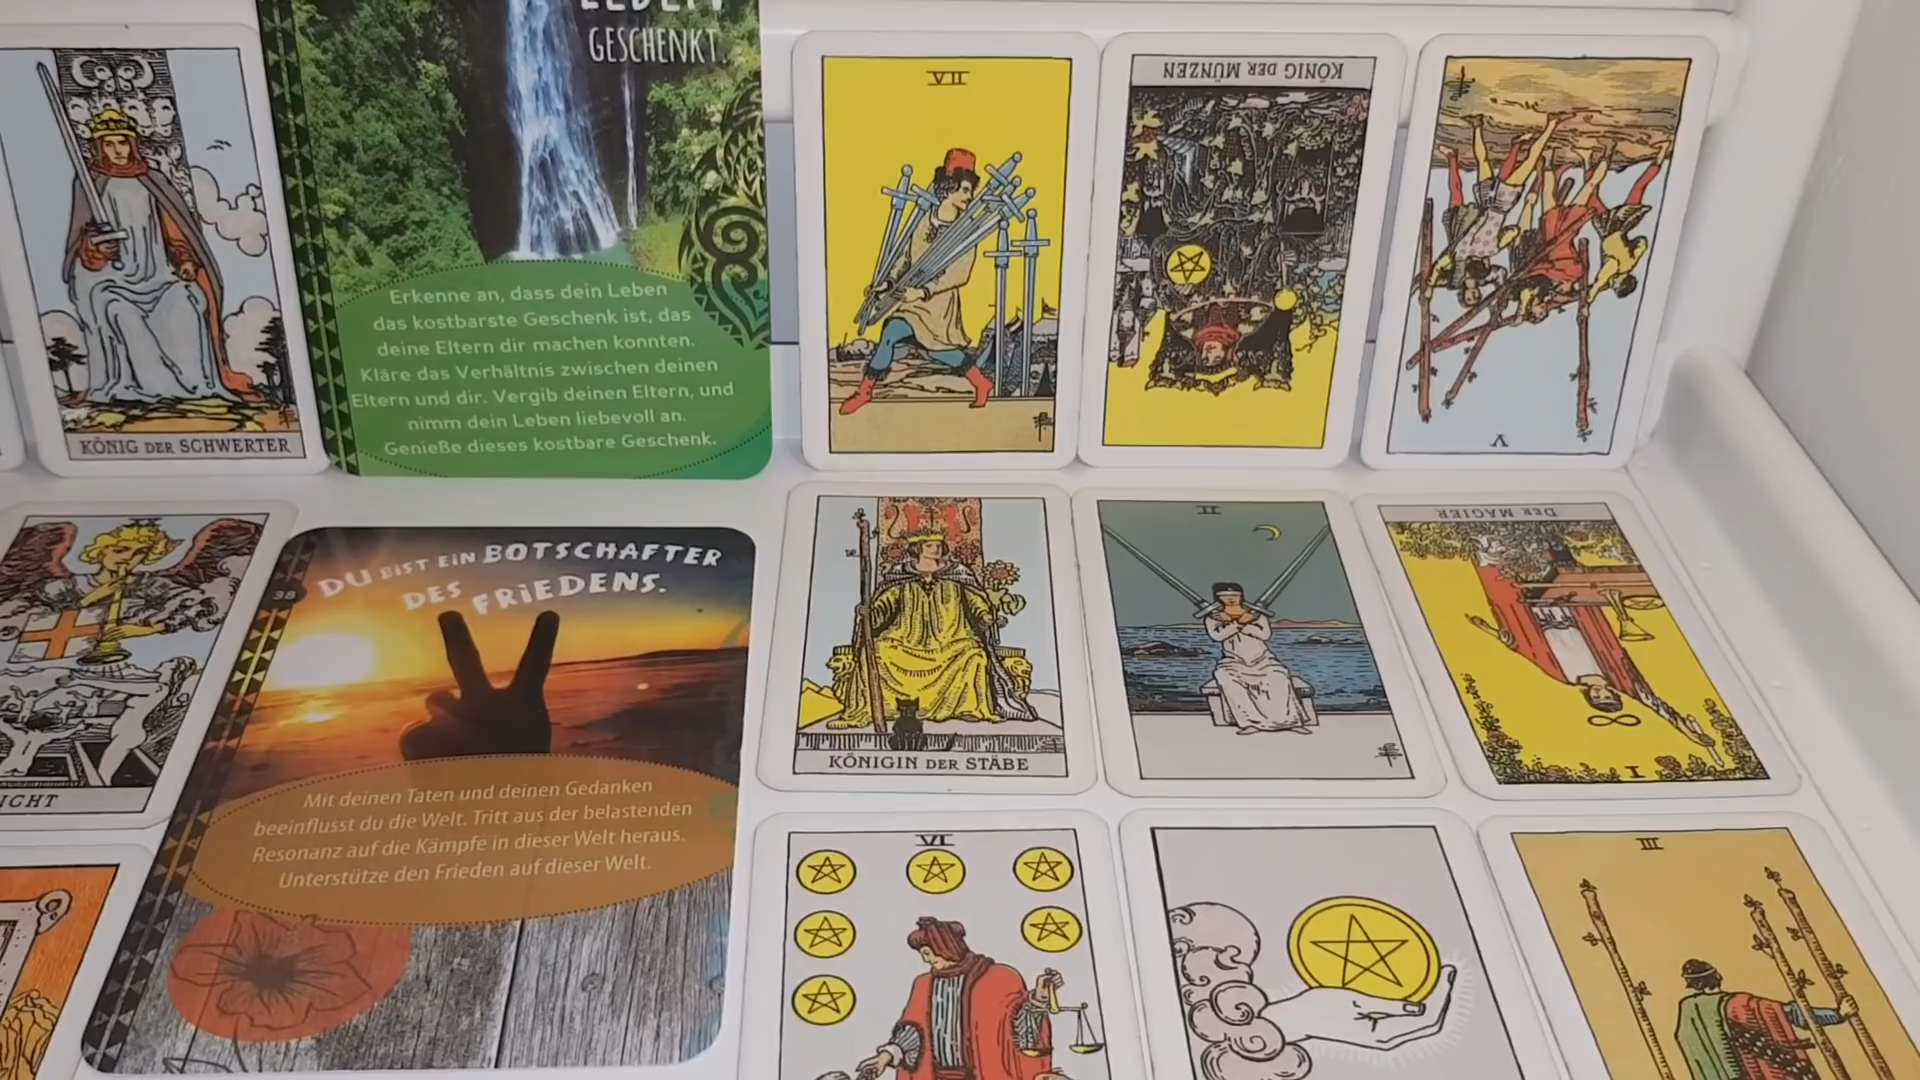 GESCHENKT.
Erkenne an, dass dein Leben
das kostbarste Geschenk ist, das
deine Eltern dir machen konnten.
Kläre das Verhältnis zwischen deinen
Eltern und dir. Vergib deinen Eltern, und
nimm dein Leben liebevoll an.
Genieße dieses kostbare Geschenk.
KÖNIG DER SCHWERTER
VII
KÖNIG DER MÜNZEN
V
38
DU BIST EIN BOTSCHAFTER
DES FRIEDENS.
Mit deinen Taten und deinen Gedanken
beeinflusst du die Welt. Tritt aus der belastenden
Resonanz auf die Kämpfe in dieser Welt heraus.
Unterstütze den Frieden auf dieser Welt.
KÖNIGIN DER STÄBE
II
DER MAGIER
I
VI
III